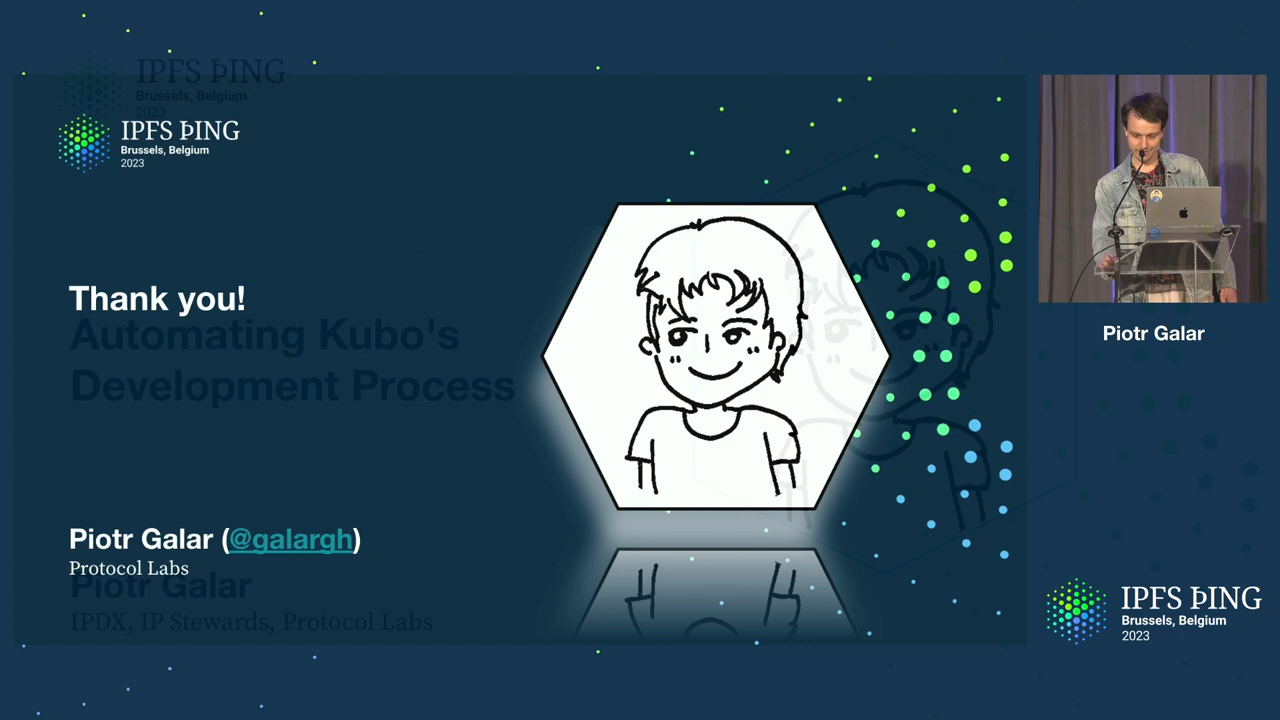 IPFS ÞING
Brussels, Belgium
2023
IPFS ÞING
Brussels, Belgium
2023
Thank you!
Automating Kubo's
Development Process
Piotr Galar (@galargh)
Protocol Labs
Piotr Galar
IPDX, IP Stewards, Protocol Labs
Piotr Galar
IPFS ÞING
Brussels, Belgium
2023